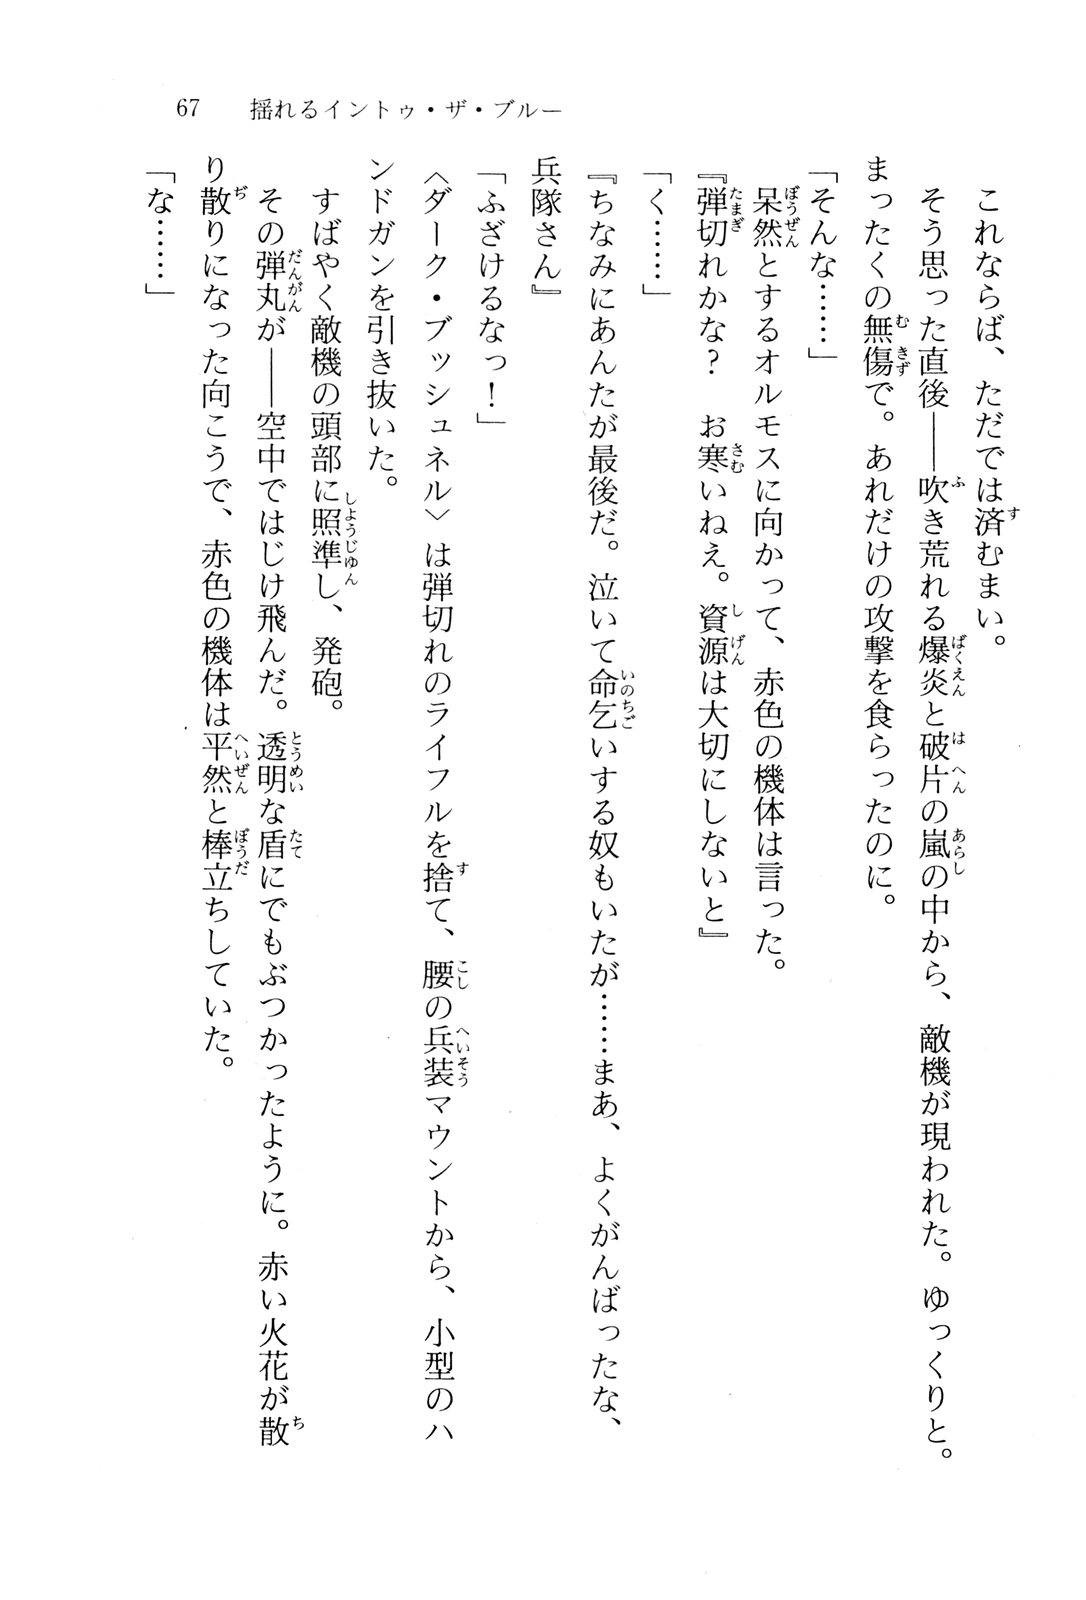 67　揺れるイントゥ・ザ・ブルー
　これならば、ただでは済むまい。
　そう思った直後――吹き荒れる爆炎と破片の嵐の中から、敵機が現われた。ゆっくりと。
まったくの無傷で。あれだけの攻撃を食らったのに。
「そんな……」
　呆然とするオルモスに向かって、赤色の機体は言った。
『弾切れかな？　お寒いねえ。資源は大切にしないと』
「く……」
『ちなみにあんたが最後だ。泣いて命乞いする奴もいたが……まあ、よくがんばったな、
兵隊さん』
「ふざけるなっ！」
〈ダーク・ブッシュネル〉は弾切れのライフルを捨て、腰の兵装マウントから、小型のハ
ンドガンを引き抜いた。
　すばやく敵機の頭部に照準し、発砲。
　その弾丸が――空中ではじけ飛んだ。透明な盾にでもぶつかったように。赤い火花が散
り散りになった向こうで、赤色の機体は平然と棒立ちしていた。
「な……」